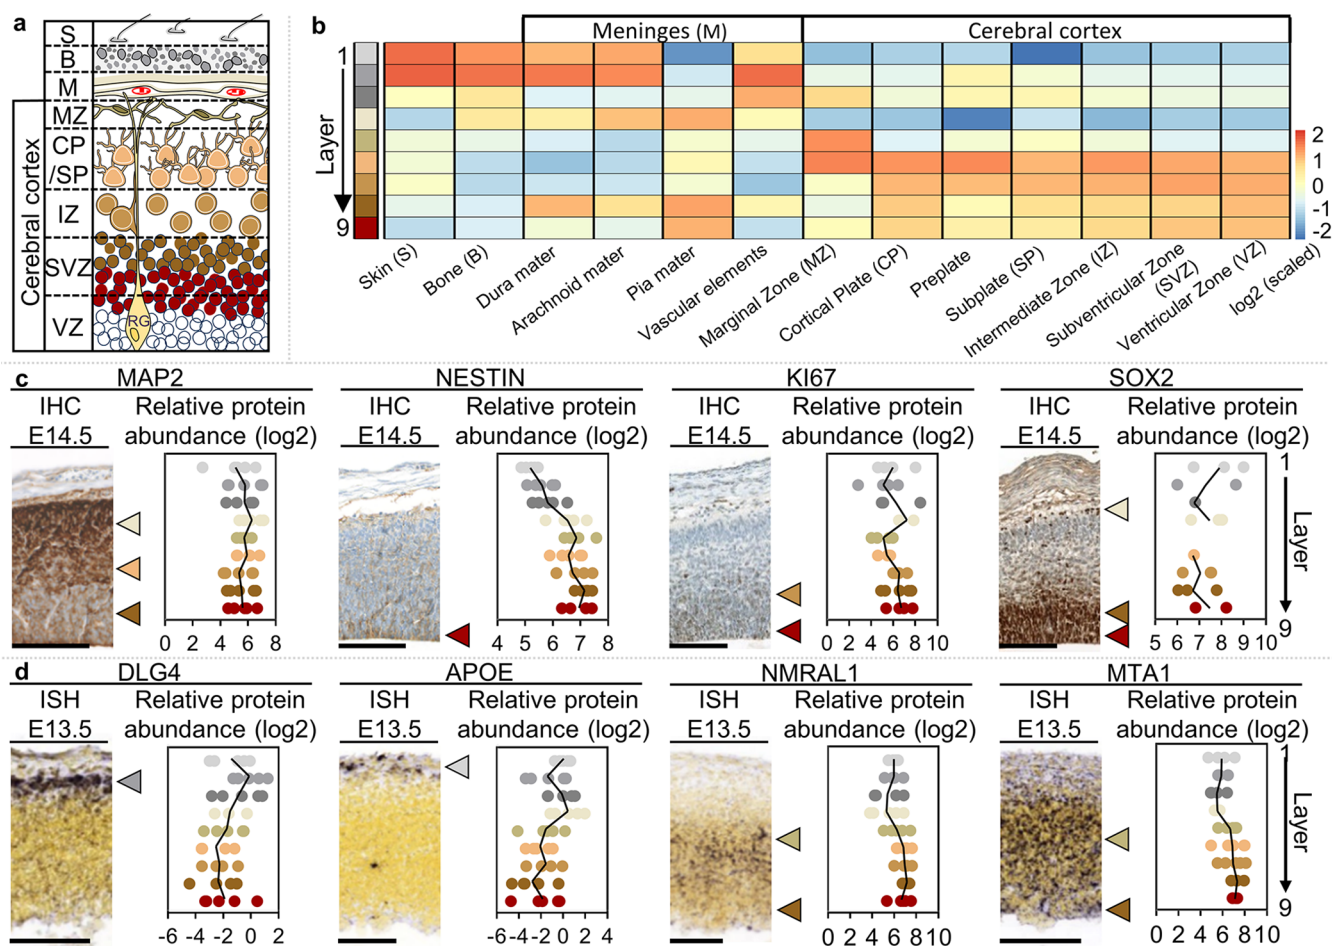 a
S
B
M
MZ
CP
/SP
IZ
SVZ
VZ
RG
Cerebral cortex
b
Meninges (M)
Cerebral cortex
1
Layer
9
2
1
0
-1
-2
Skin (S)
Bone (B)
Dura mater
Arachnoid mater
Pia mater
Vascular elements
Marginal Zone (MZ)
Cortical Plate (CP)
Preplate
Subplate (SP)
Intermediate Zone (IZ)
Subventricular Zone
(SVZ)
Ventricular Zone (VZ)
log2 (scaled)
c
MAP2
IHC
E14.5
Relative protein
abundance (log2)
0 2 4 6 8
NESTIN
IHC
E14.5
Relative protein
abundance (log2)
4 5 6 7 8
KI67
IHC
E14.5
Relative protein
abundance (log2)
0 2 4 6 8 10
SOX2
IHC
E14.5
Relative protein
abundance (log2)
5 6 7 8 9 10
1
Layer
9
d
DLG4
ISH
E13.5
Relative protein
abundance (log2)
-6 -4 -2 0 2
APOE
ISH
E13.5
Relative protein
abundance (log2)
-6 -4 -2 0 2 4
NMRAL1
ISH
E13.5
Relative protein
abundance (log2)
0 2 4 6 8 10
MTA1
ISH
E13.5
Relative protein
abundance (log2)
0 2 4 6 8 10
1
Layer
9